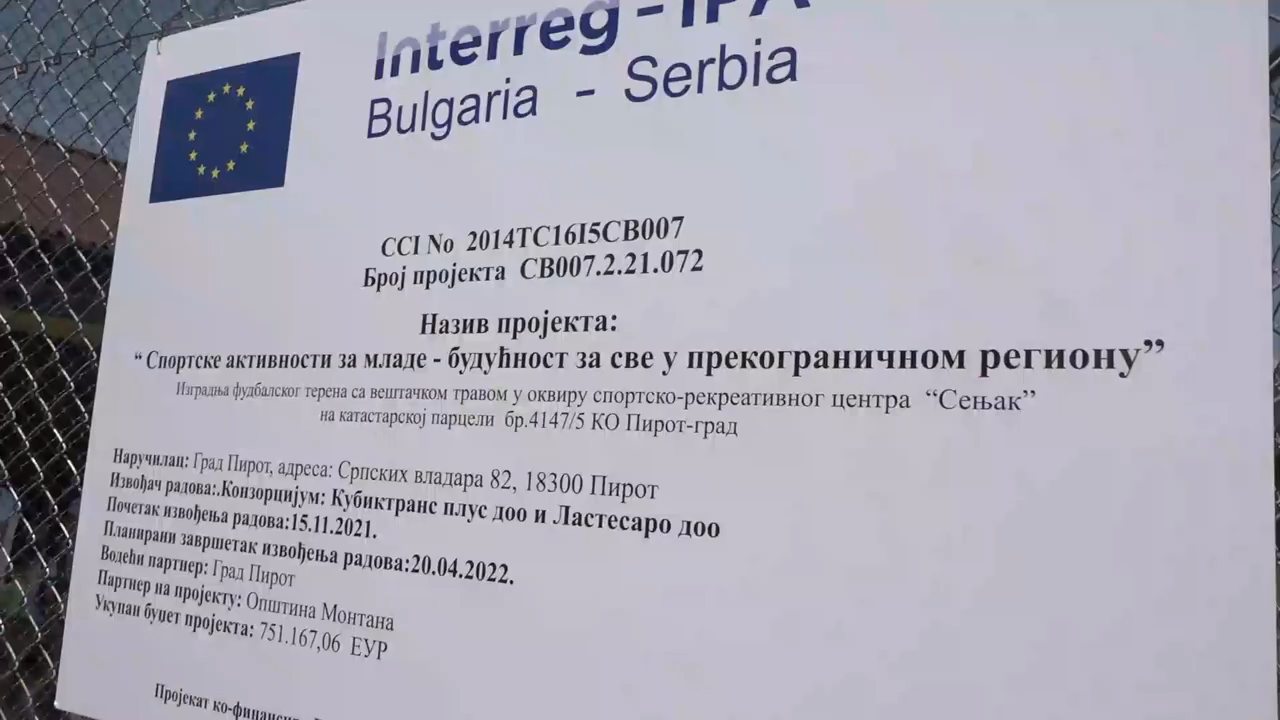 Interreg - IPA
Bulgaria - Serbia
CCI No 2014TC16I5CB007
Број пројекта CB007.2.21.072
Назив пројекта:
“ Спортске активности за младе - будућност за све у прекограничном региону”
Изградња фудбалског терена са вештачком травом у оквиру спортско-рекреативног центра “Сењак”
на катастарској парцели бр.4147/5 КО Пирот-град
Наручилац: Град Пирот, адреса: Српских владара 82, 18300 Пирот
Извођач радова:.Конзорцијум: Кубиктранс плус доо и Ластесаро доо
Почетак извођења радова:15.11.2021.
Планирани завршетак извођења радова:20.04.2022.
Водећи партнер: Град Пирот
Партнер на пројекту: Општина Монтана
Укупан буџет пројекта: 751.167,06 ЕУР
Пројекат